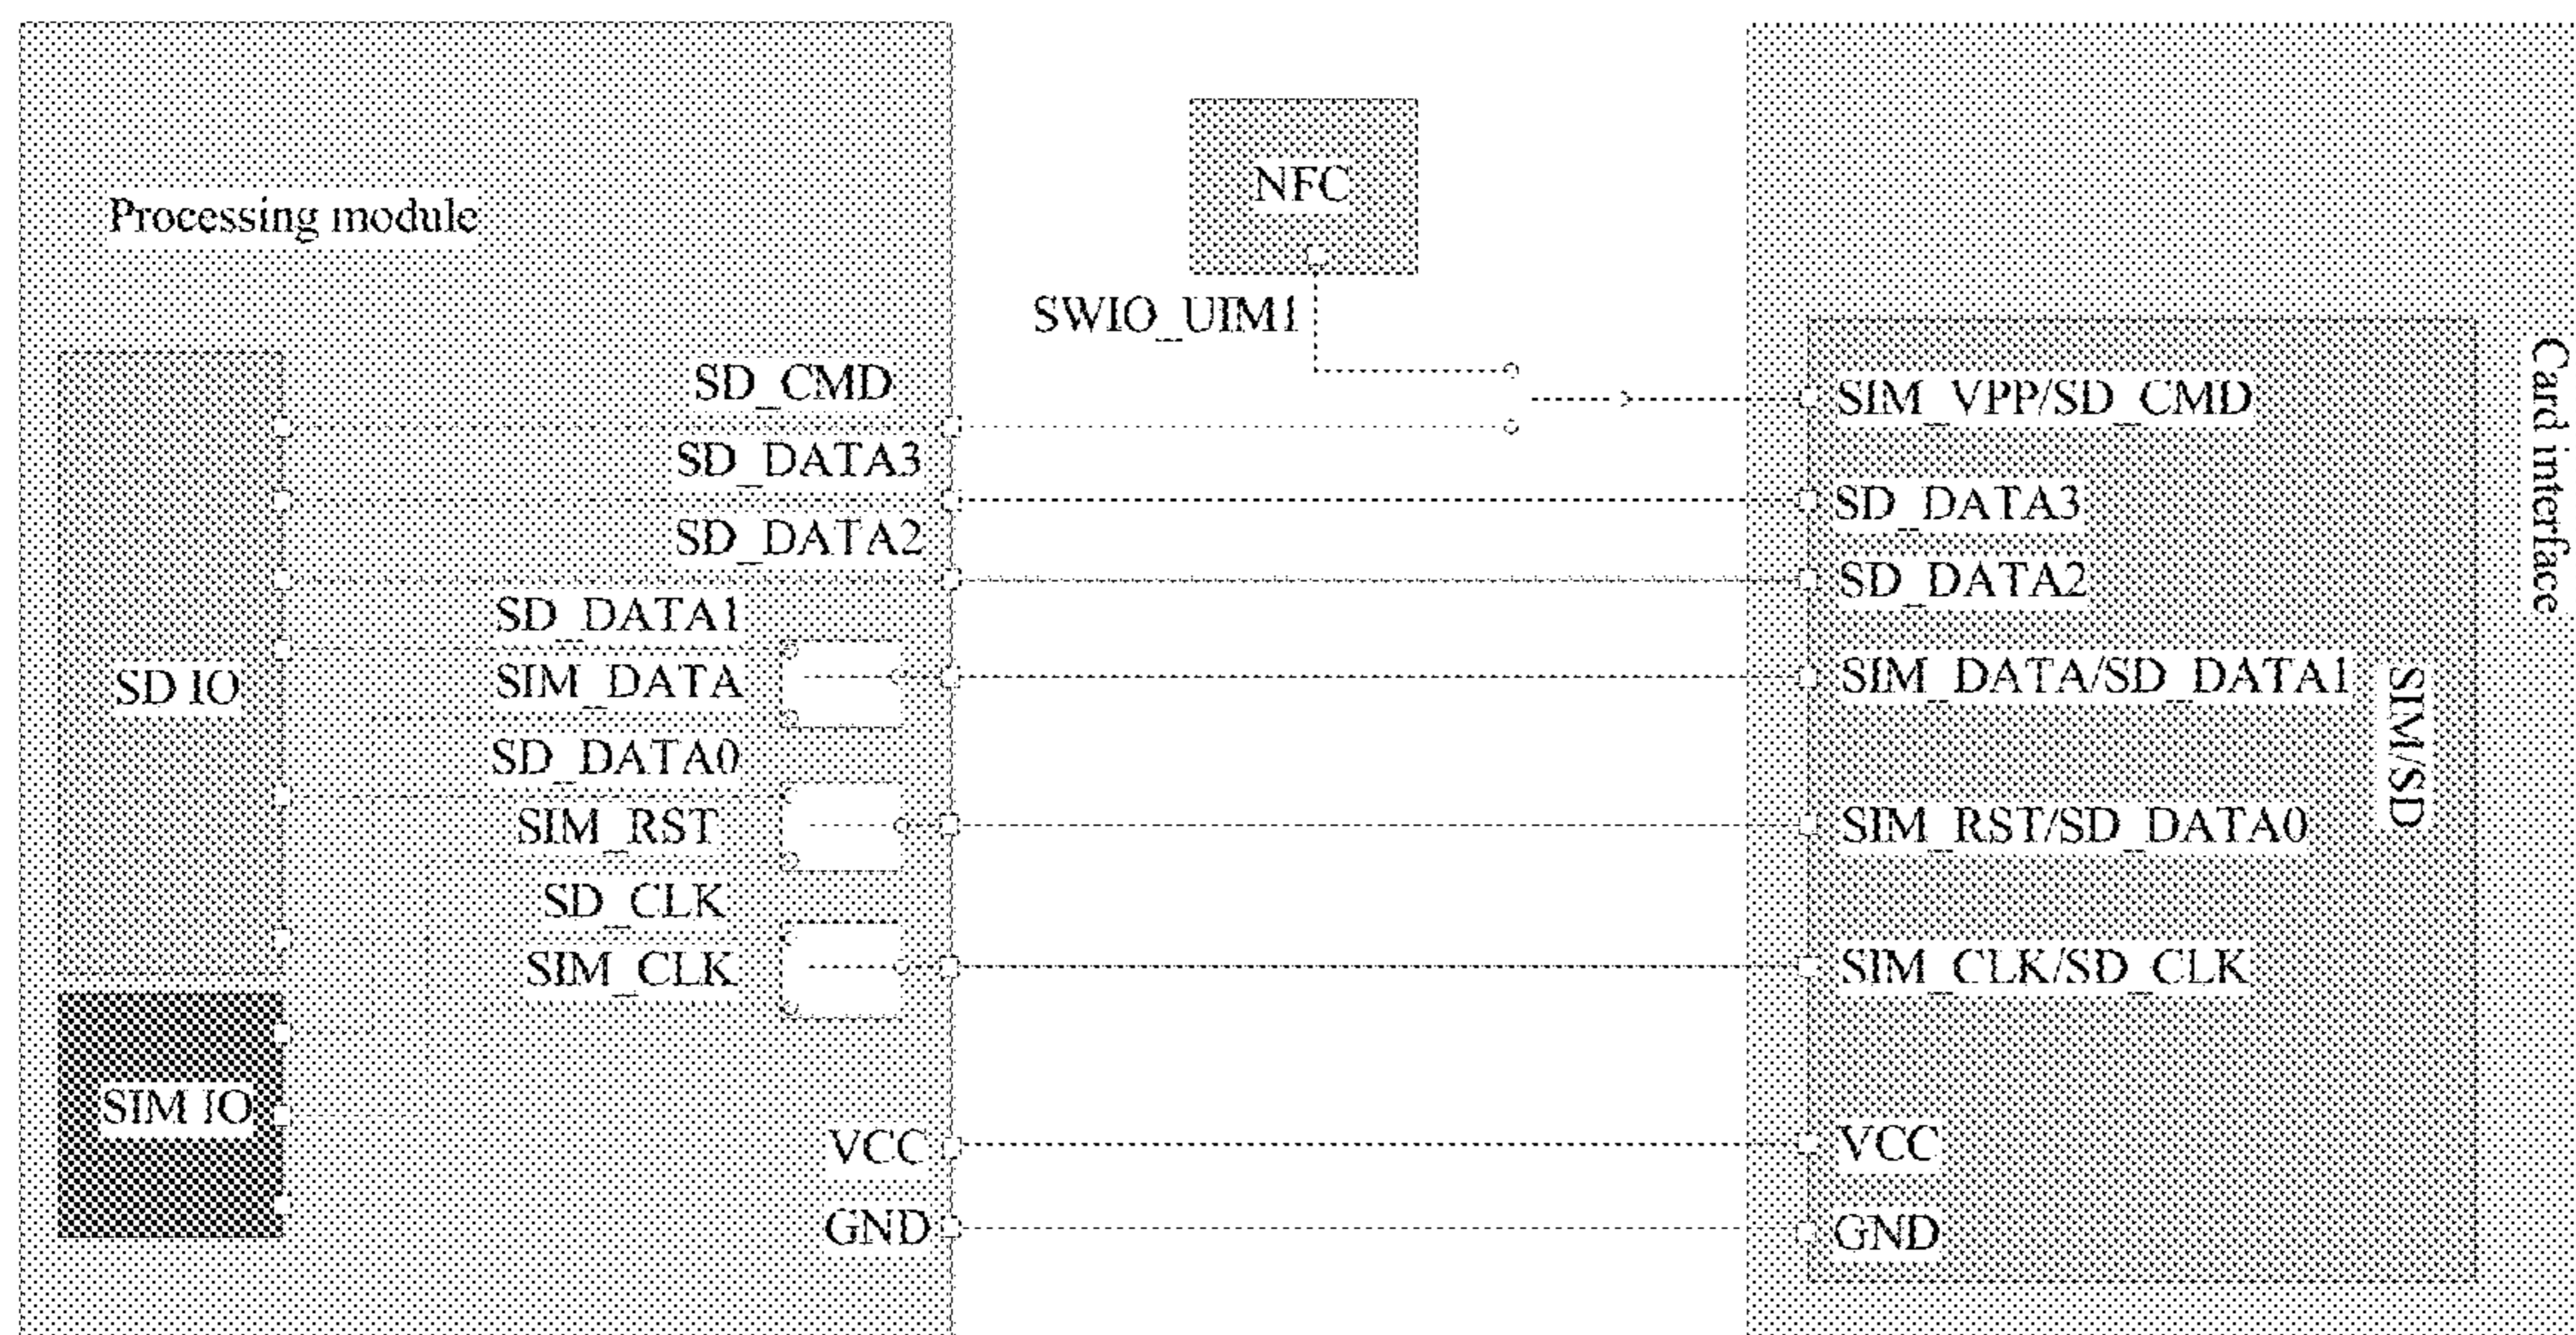 Processing module
NFC
SWIO_UIM1
SD_CMD
SD_DATA3
SD_DATA2
SD_DATA1
SIM_DATA
SD_DATA0
SIM_RST
SD_CLK
SIM_CLK
VCC
GND
SD IO
SIM IO
SIM_VPP/SD_CMD
SD_DATA3
SD_DATA2
SIM_DATA/SD_DATA1
SIM_RST/SD_DATA0
SIM_CLK/SD_CLK
VCC
GND
SIM/SD
Card interface